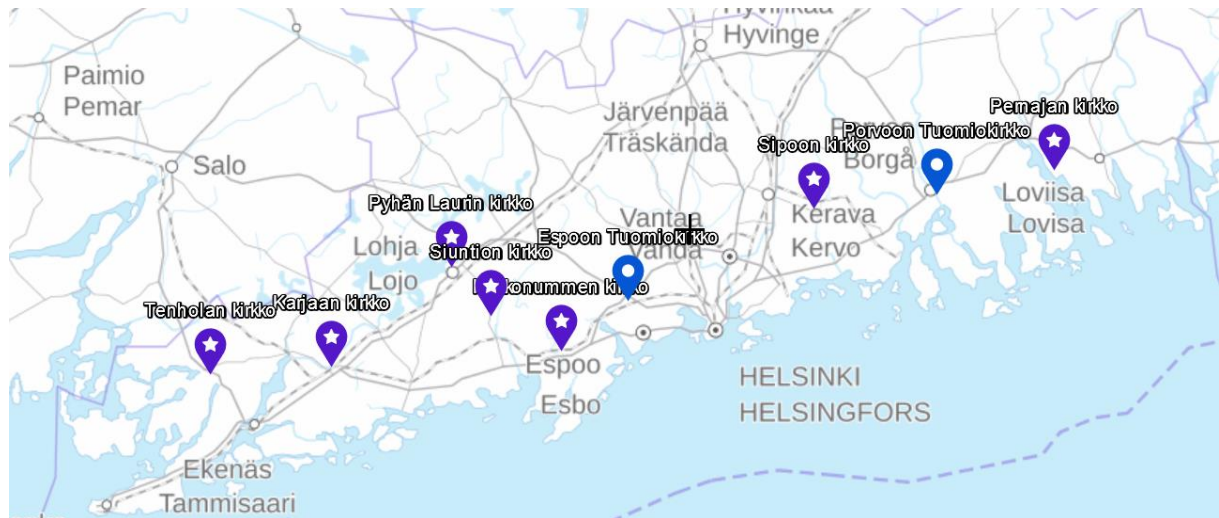 Hyvinkää
Hyvinge
Paimio
Pemar
Järvenpää
Träskända
Pernajan kirkko
Porvoon Tuomiokirkko
Borgå
Sipoon kirkko
Salo
Loviisa
Lovisa
Kerava
Kervo
Pyhän Laurin kirkko
Vantaa
Vanda
Espoon Tuomiokirkko
Lohja
Lojo
Siuntion kirkko
kirkko
Karjaan kirkko
Tenholan kirkko
Espoo
Esbo
HELSINKI
HELSINGFORS
Ekenäs
Tammisaari